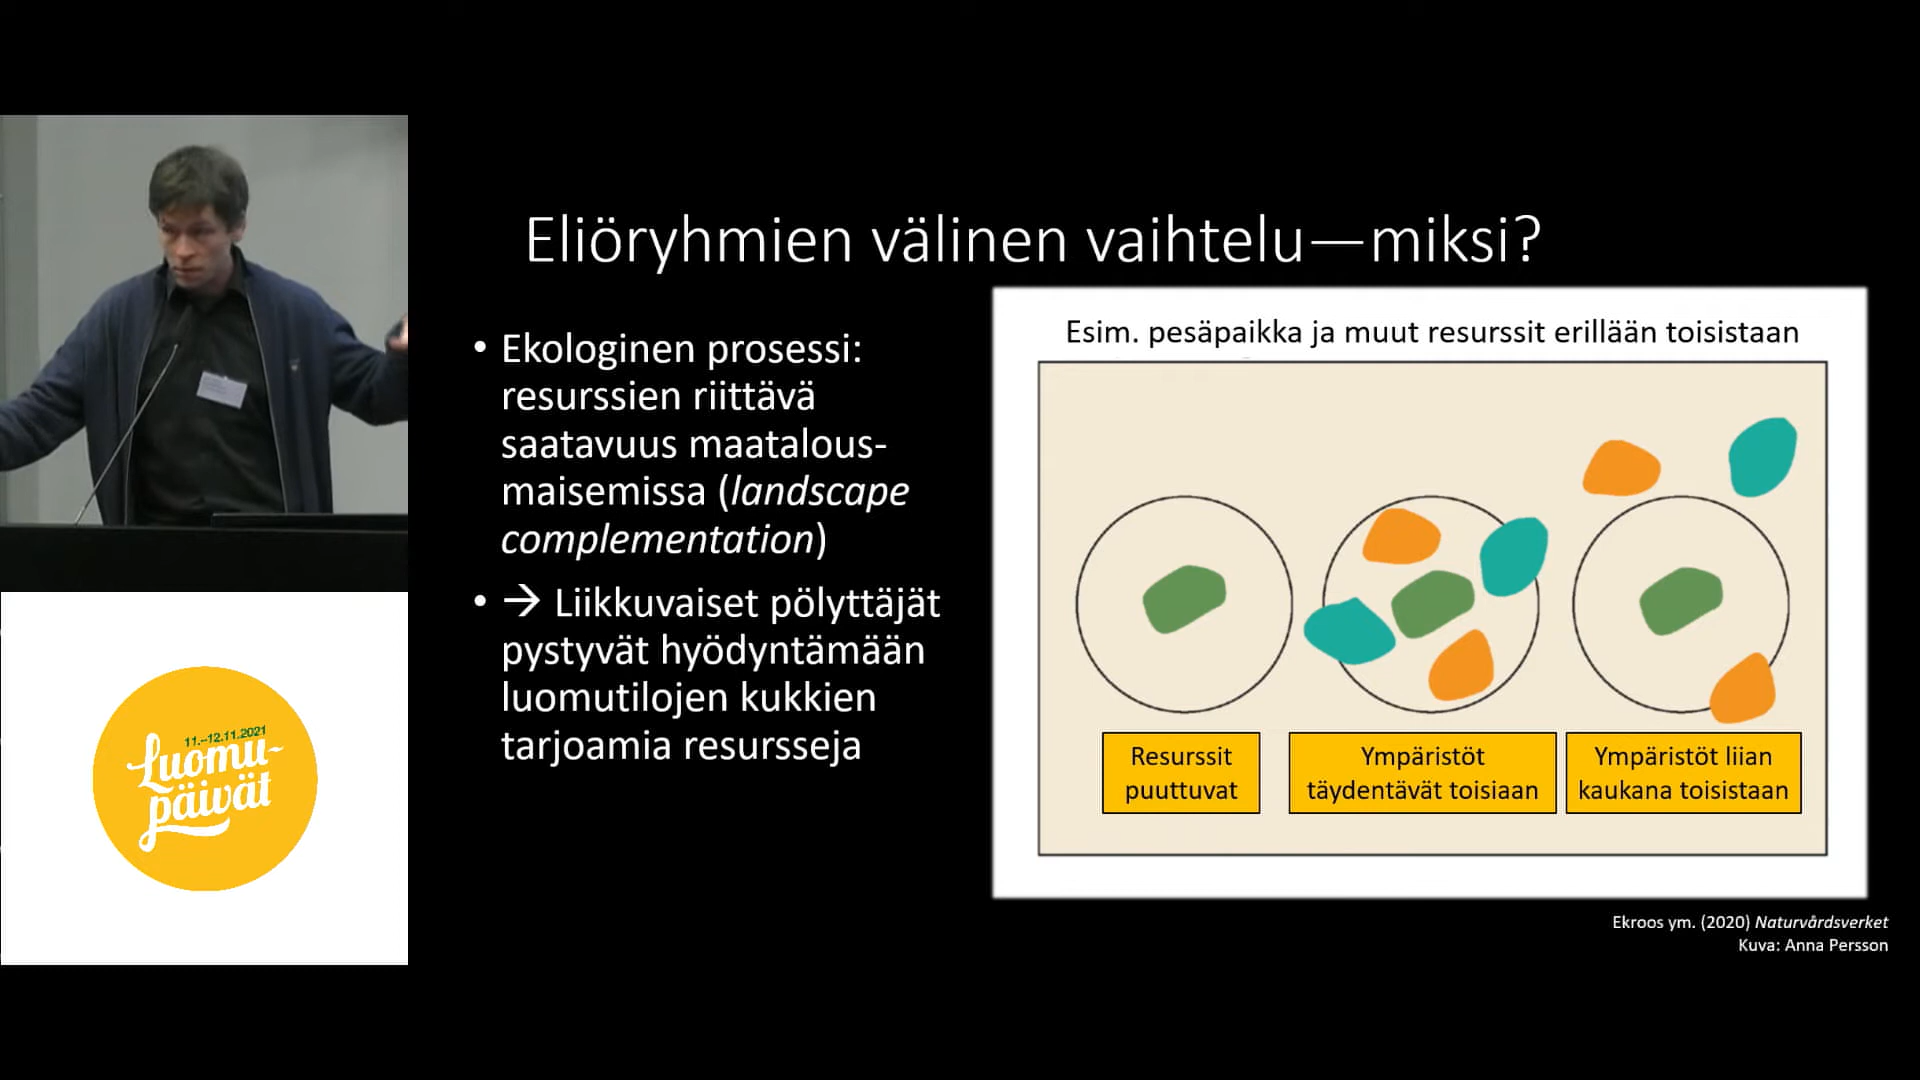 Eliöryhmien välinen vaihtelu—miksi?
• Ekologinen prosessi:
resurssien riittävä
saatavuus maatalous-
maisemissa (landscape
complementation)
• → Liikkuvaiset pölyttäjät
pystyvät hyödyntämään
luomutilojen kukkien
tarjoamia resursseja
Esim. pesäpaikka ja muut resurssit erillään toisistaan
Resurssit
puuttuvat
Ympäristöt
täydentävät toisiaan
Ympäristöt liian
kaukana toisistaan
Ekroos ym. (2020) Naturvårdsverket
Kuva: Anna Persson
11.–12.11.2021
Luomu-
päivät